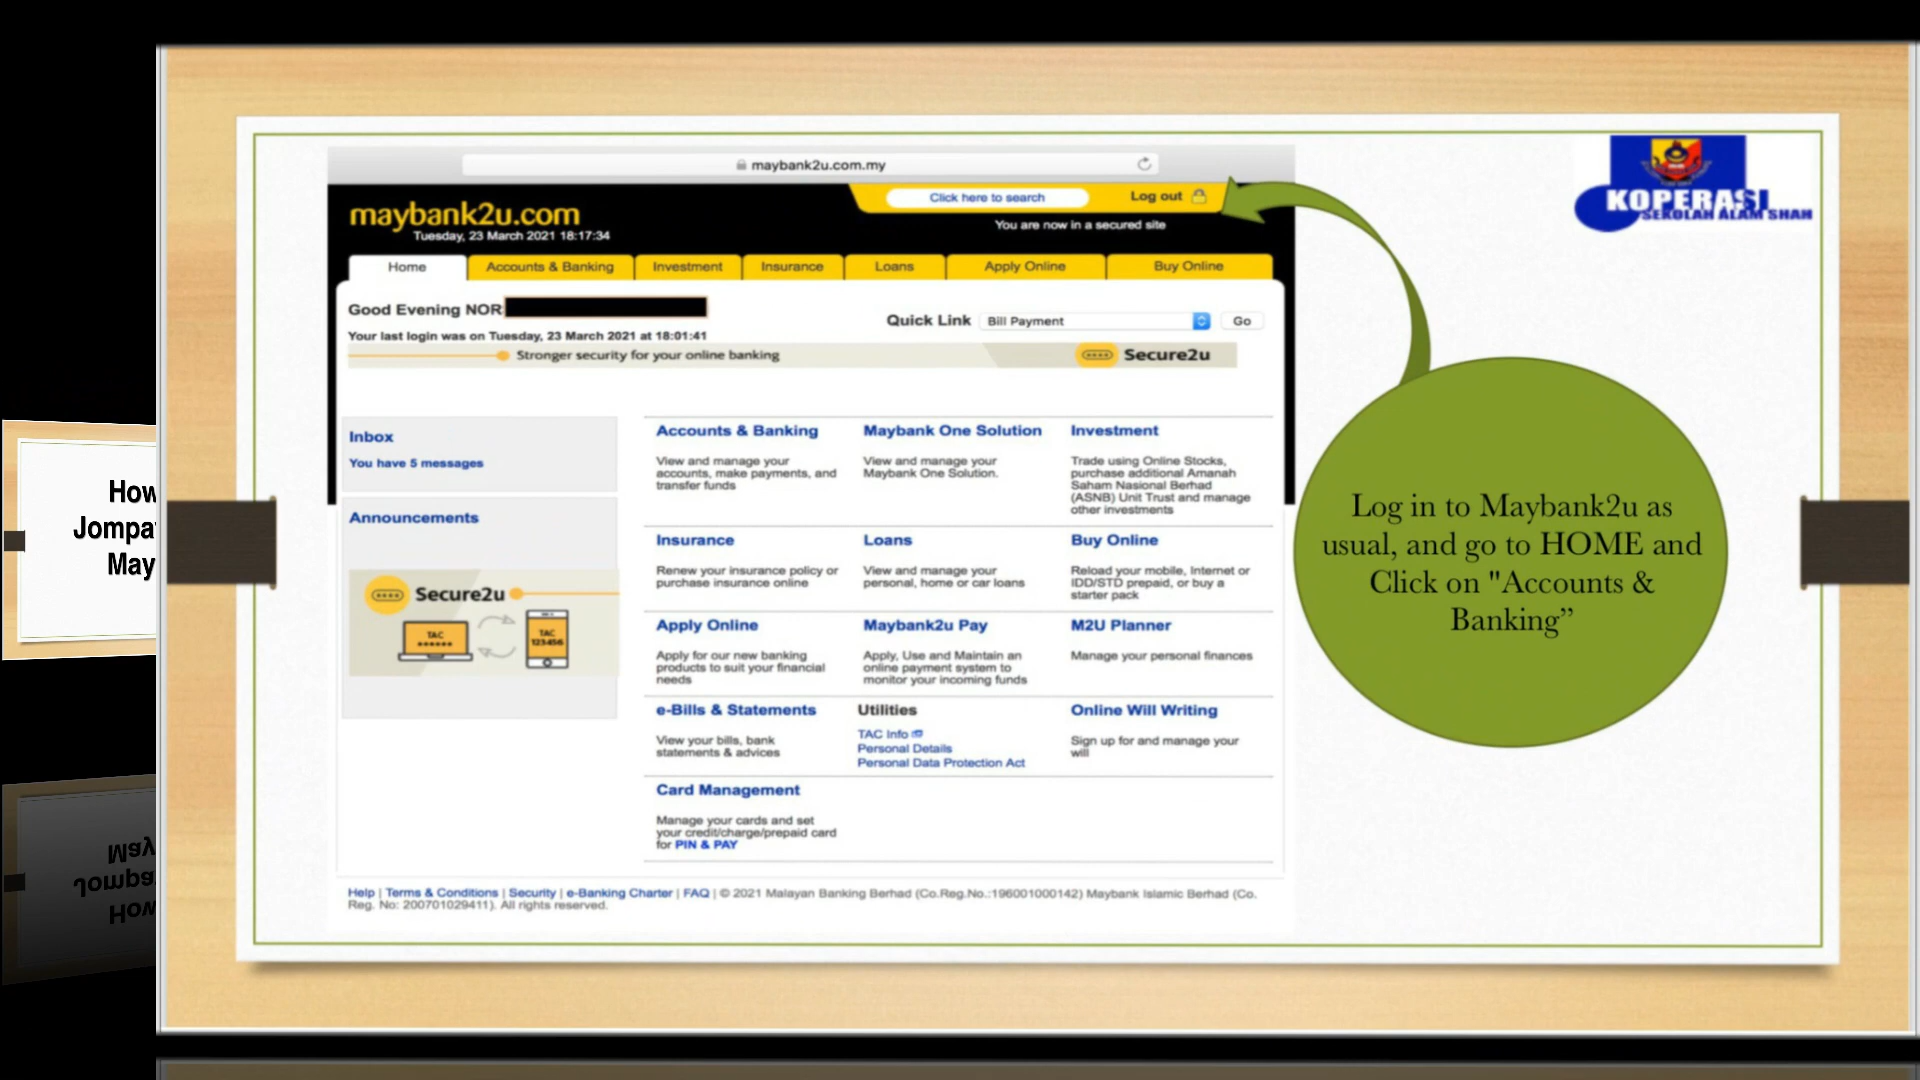 How
Jompa
May
maybank2u.com.my
Click here to search
Log out
maybank2u.com
Tuesday, 23 March 2021 18:17:34
You are now in a secured site
Home
Accounts & Banking
Investment
Insurance
Loans
Apply Online
Buy Online
Good Evening NOR
Quick Link
Bill Payment
Go
Your last login was on Tuesday, 23 March 2021 at 18:01:41
Stronger security for your online banking
Secure2u
Inbox
You have 5 messages
Announcements
Secure2u
TAC
******
TAC
123456
Accounts & Banking
View and manage your
accounts, make payments, and
transfer funds
Maybank One Solution
View and manage your
Maybank One Solution.
Investment
Trade using Online Stocks,
purchase additional Amanah
Saham Nasional Berhad
(ASNB) Unit Trust and manage
other investments
Insurance
Renew your insurance policy or
purchase insurance online
Loans
View and manage your
personal, home or car loans
Buy Online
Reload your mobile, Internet or
IDD/STD prepaid, or buy a
starter pack
Apply Online
Apply for our new banking
products to suit your financial
needs
Maybank2u Pay
Apply, Use and Maintain an
online payment system to
monitor your incoming funds
M2U Planner
Manage your personal finances
e-Bills & Statements
View your bills, bank
statements & advices
Utilities
TAC Info
Personal Details
Personal Data Protection Act
Online Will Writing
Sign up for and manage your
will
Card Management
Manage your cards and set
your credit/charge/prepaid card
for PIN & PAY
Help | Terms & Conditions | Security | e-Banking Charter | FAQ | © 2021 Malayan Banking Berhad (Co.Reg.No.:196001000142) Maybank Islamic Berhad (Co.
Reg. No: 200701029411). All rights reserved.
KOPERASI
SEKOLAH ALAM SHAH
Log in to Maybank2u as
usual, and go to HOME and
Click on "Accounts &
Banking”